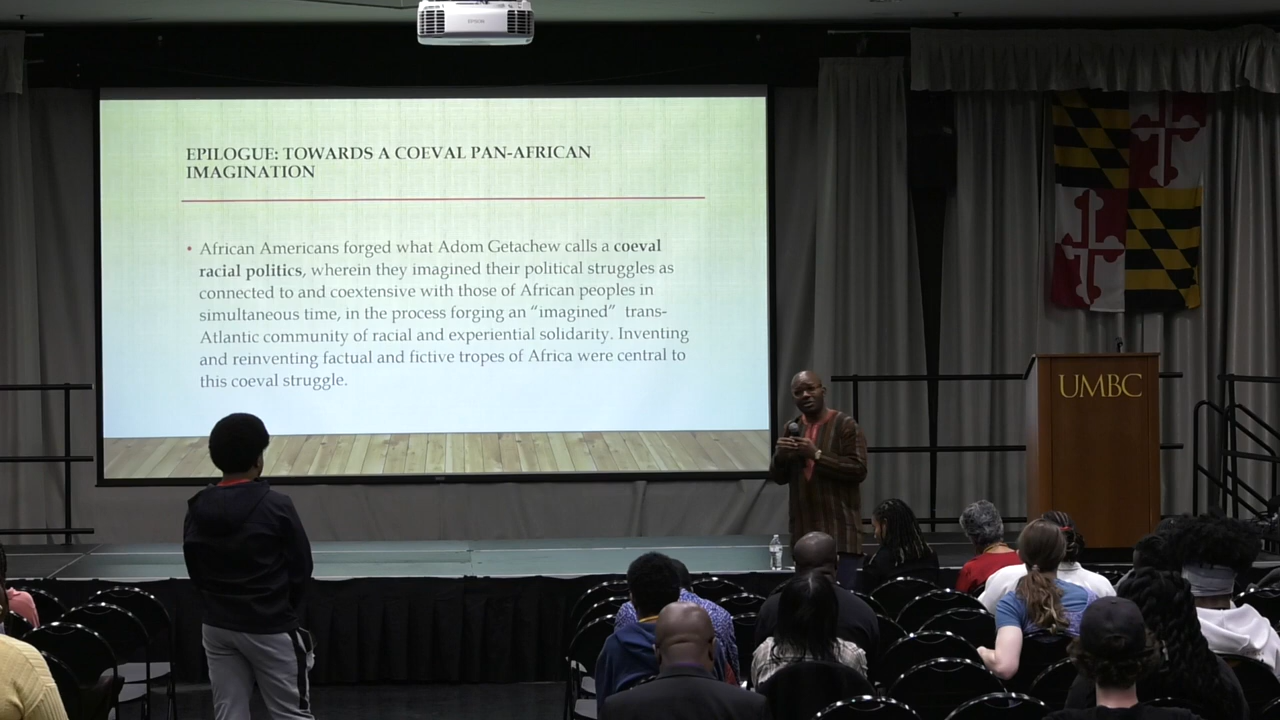 EPSON
EPILOGUE: TOWARDS A COEVAL PAN-AFRICAN
IMAGINATION
• African Americans forged what Adom Getachew calls a coeval
racial politics, wherein they imagined their political struggles as
connected to and coextensive with those of African peoples in
simultaneous time, in the process forging an “imagined” trans-
Atlantic community of racial and experiential solidarity. Inventing
and reinventing factual and fictive tropes of Africa were central to
this coeval struggle.
UMBC